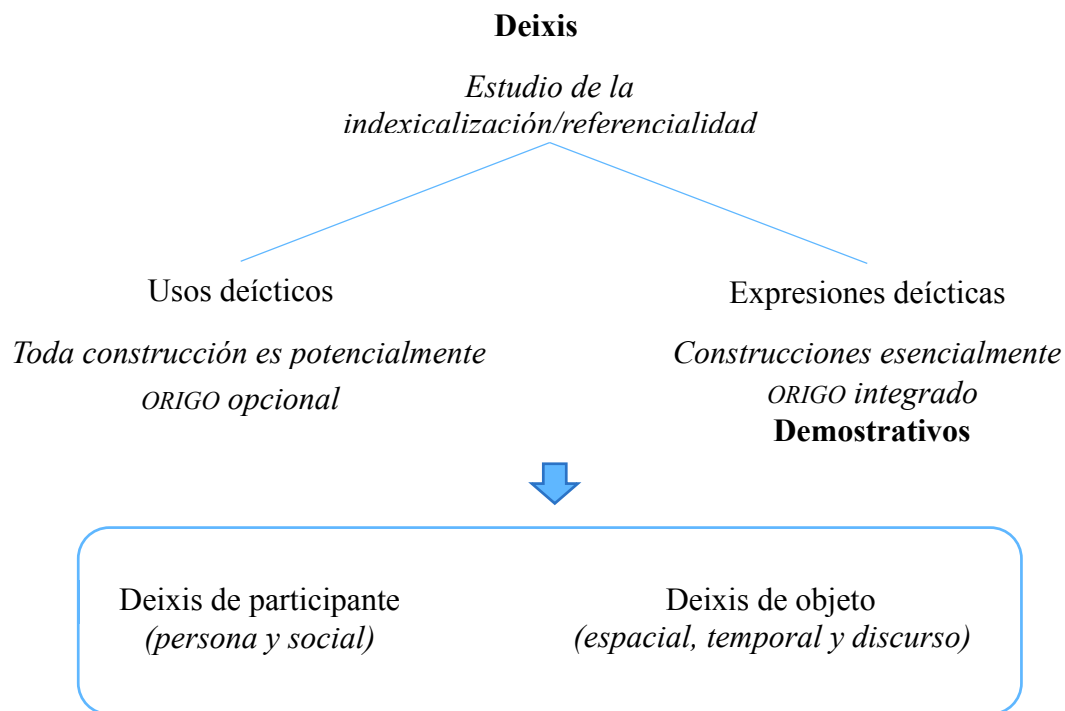 Deixis
Estudio de la
indexicalización/referencialidad
Usos deícticos
Expresiones deícticas
Toda construcción es potencialmente
ORIGO opcional
Construcciones esencialmente
ORIGO integrado
Demostrativos
Deixis de participante
(persona y social)
Deixis de objeto
(espacial, temporal y discurso)